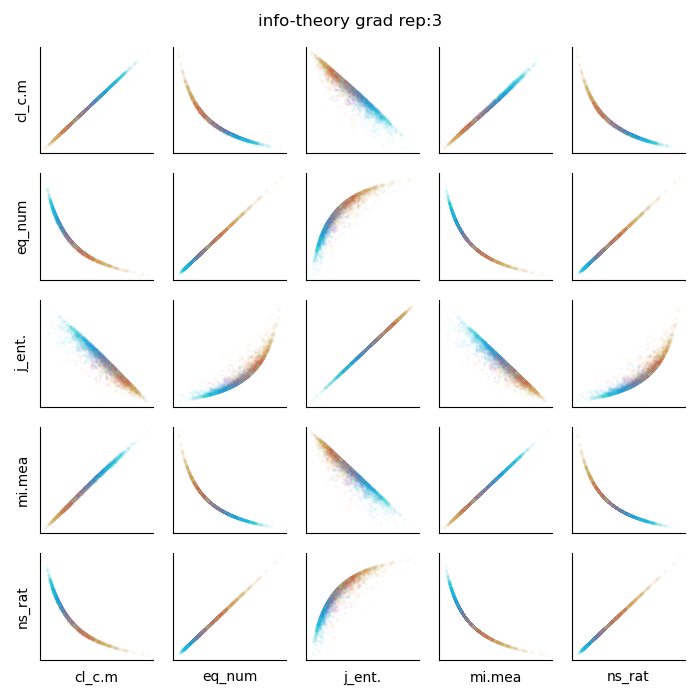 info-theory grad rep:3
cl_c.m
eq_num
j_ent.
mi.mea
ns_rat
cl_c.m eq_num j_ent. mi.mea ns_rat